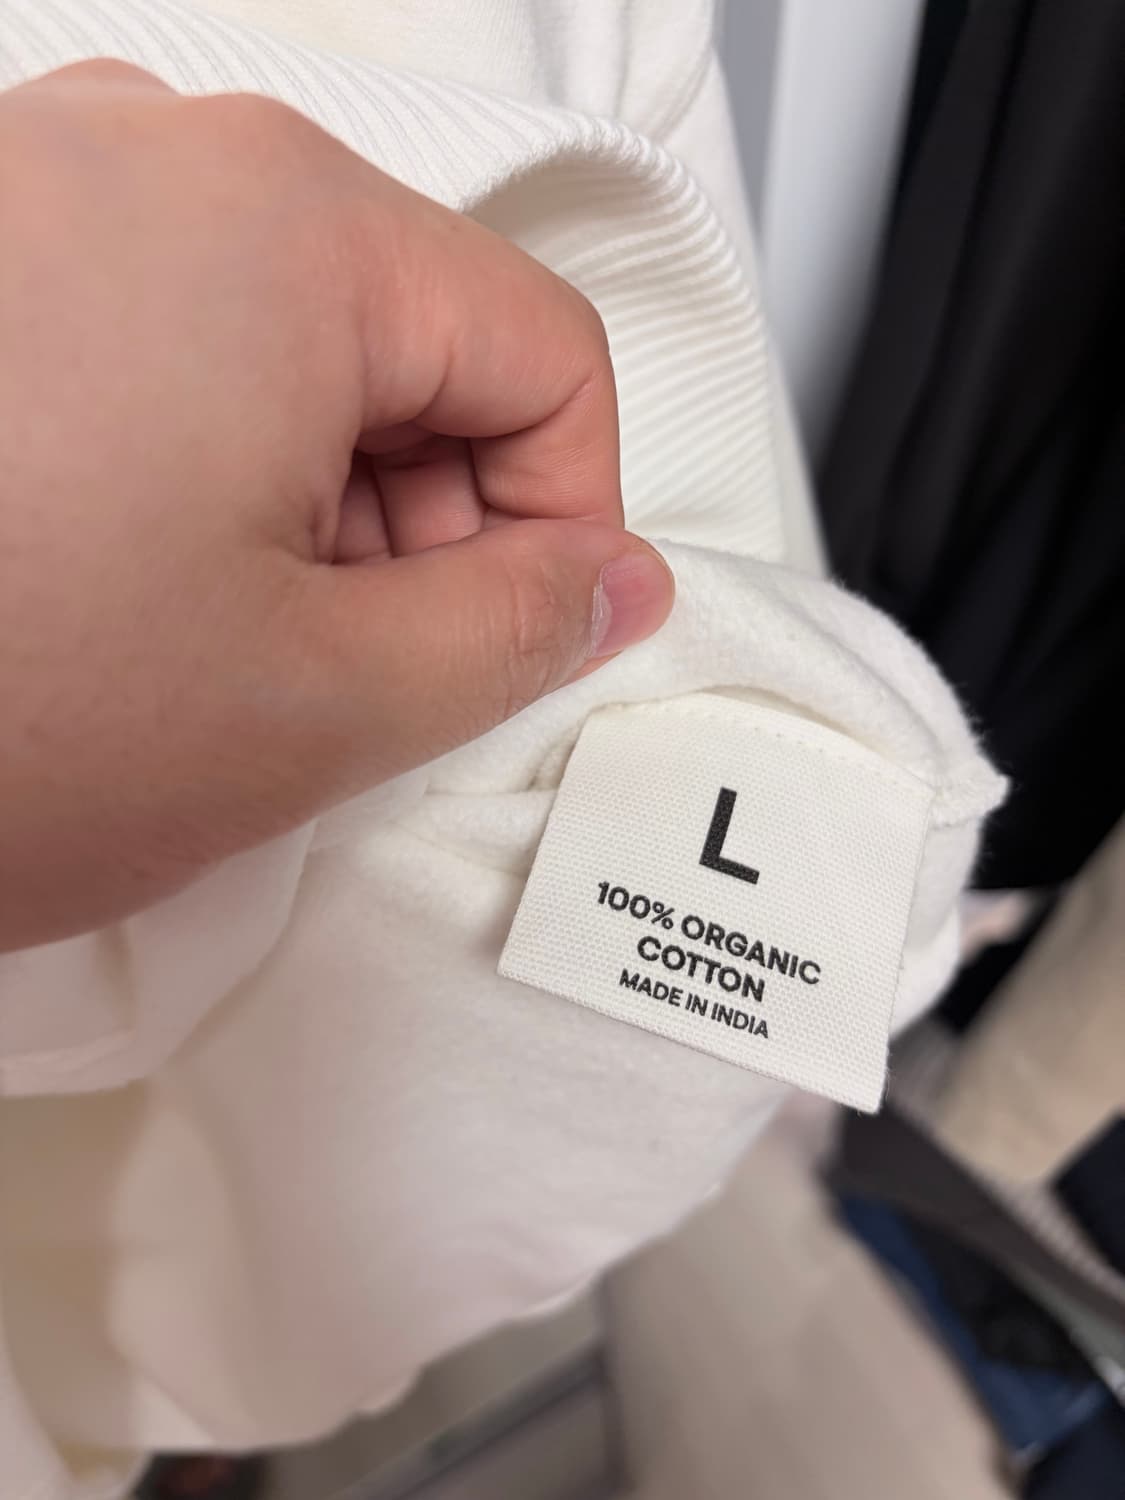 L
100% ORGANIC
COTTON
MADE IN INDIA